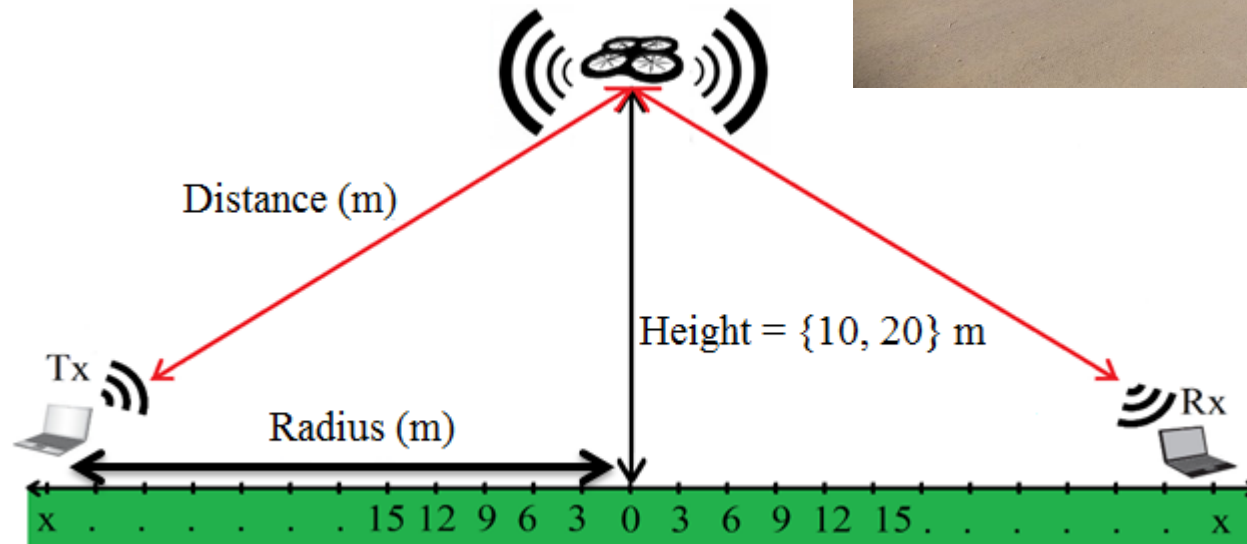 Distance (m)
Height = {10, 20} m
Tx
Rx
Radius (m)
x . . . . . . 15 12 9 6 3 0 3 6 9 12 15 . . . . . . x